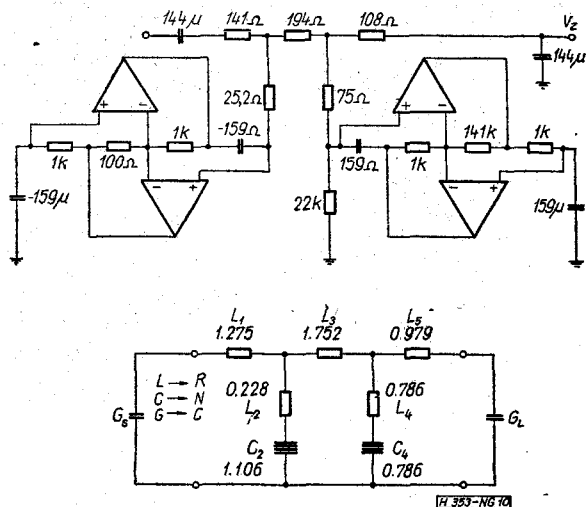 144μ 141Ω 194Ω 108Ω V₂
144μ
25,2Ω 75Ω
+ − + −
1k 100Ω 1k -159Ω 159Ω 1k 141k 1k
-159μ − + 22k − + 159μ
L₁ L₃ L₅
1.275 1.752 0.979
L → R
C → N
G → C
Gₛ 0.228 0.786 G_L
L₂ L₄
C₂ C₄
1.106 0.786
H 353-NG 10